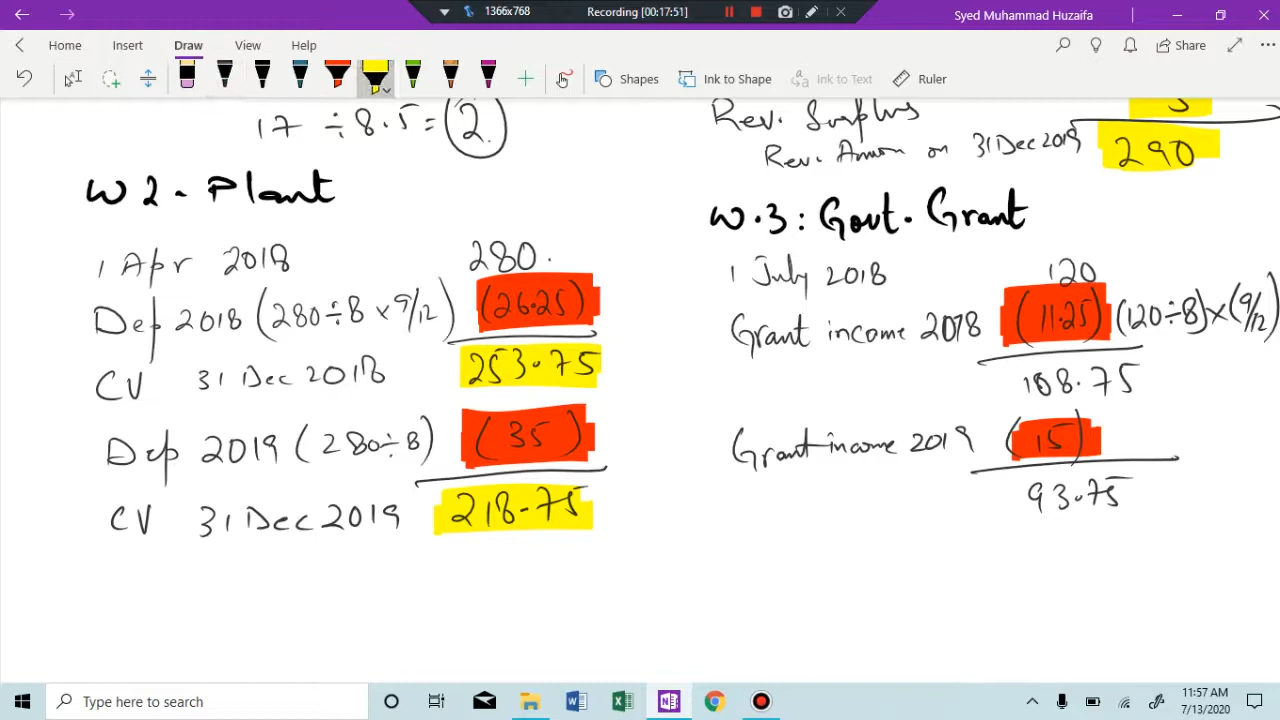 1366x768
Recording [00:17:51]
Syed Muhammad Huzaifa
Home Insert Draw View Help
Share
Shapes
Ink to Shape
Ink to Text
Ruler
17 ÷ 8.5 = 2
Rev. Surplus
Rev. Amou on 31 Dec 2019 290
W 2 - Plant
1 Apr 2018 280.
Dep 2018 (280÷8 × 9/12) (26.25)
CV 31 Dec 2018 253.75
Dep 2019 (280÷8) (35)
CV 31 Dec 2019 218.75
W.3 : Govt. Grant
1 July 2018 120
Grant income 2018 (11.25) (120÷8)×(9/12)
108.75
Grant income 2019 (15)
93.75
Type here to search
11:57 AM
7/13/2020